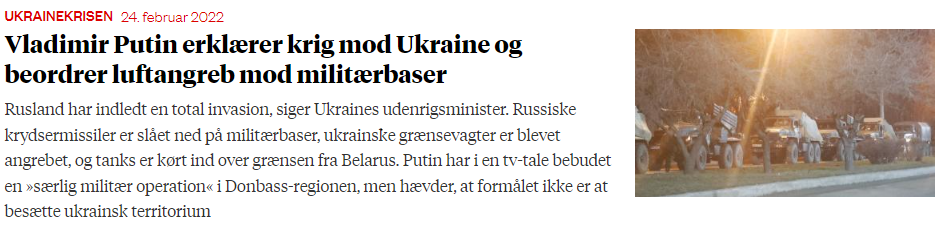 UKRAINEKRISEN 24. februar 2022
Vladimir Putin erklærer krig mod Ukraine og
beordrer luftangreb mod militærbaser
Rusland har indledt en total invasion, siger Ukraines udenrigsminister. Russiske
krydsermissiler er slået ned på militærbaser, ukrainske grænsevagter er blevet
angrebet, og tanks er kørt ind over grænsen fra Belarus. Putin har i en tv-tale bebudet
en »særlig militær operation« i Donbass-regionen, men hævder, at formålet ikke er at
besætte ukrainsk territorium